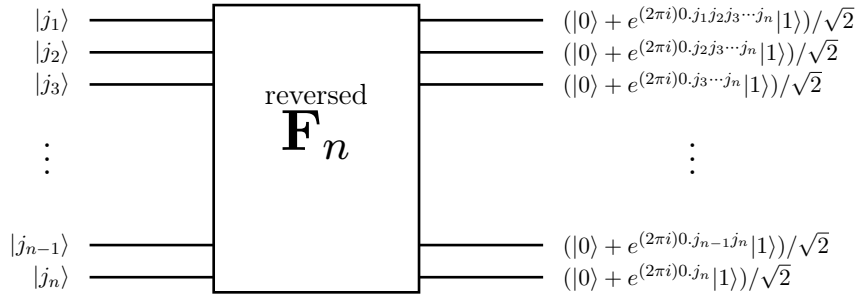 |j₁⟩ (|0⟩ + e^{(2πi)0.j₁j₂j₃⋯jₙ}|1⟩)/√2
|j₂⟩ (|0⟩ + e^{(2πi)0.j₂j₃⋯jₙ}|1⟩)/√2
|j₃⟩ (|0⟩ + e^{(2πi)0.j₃⋯jₙ}|1⟩)/√2
reversed
Fₙ
⋮ ⋮
|jₙ₋₁⟩ (|0⟩ + e^{(2πi)0.jₙ₋₁jₙ}|1⟩)/√2
|jₙ⟩ (|0⟩ + e^{(2πi)0.jₙ}|1⟩)/√2